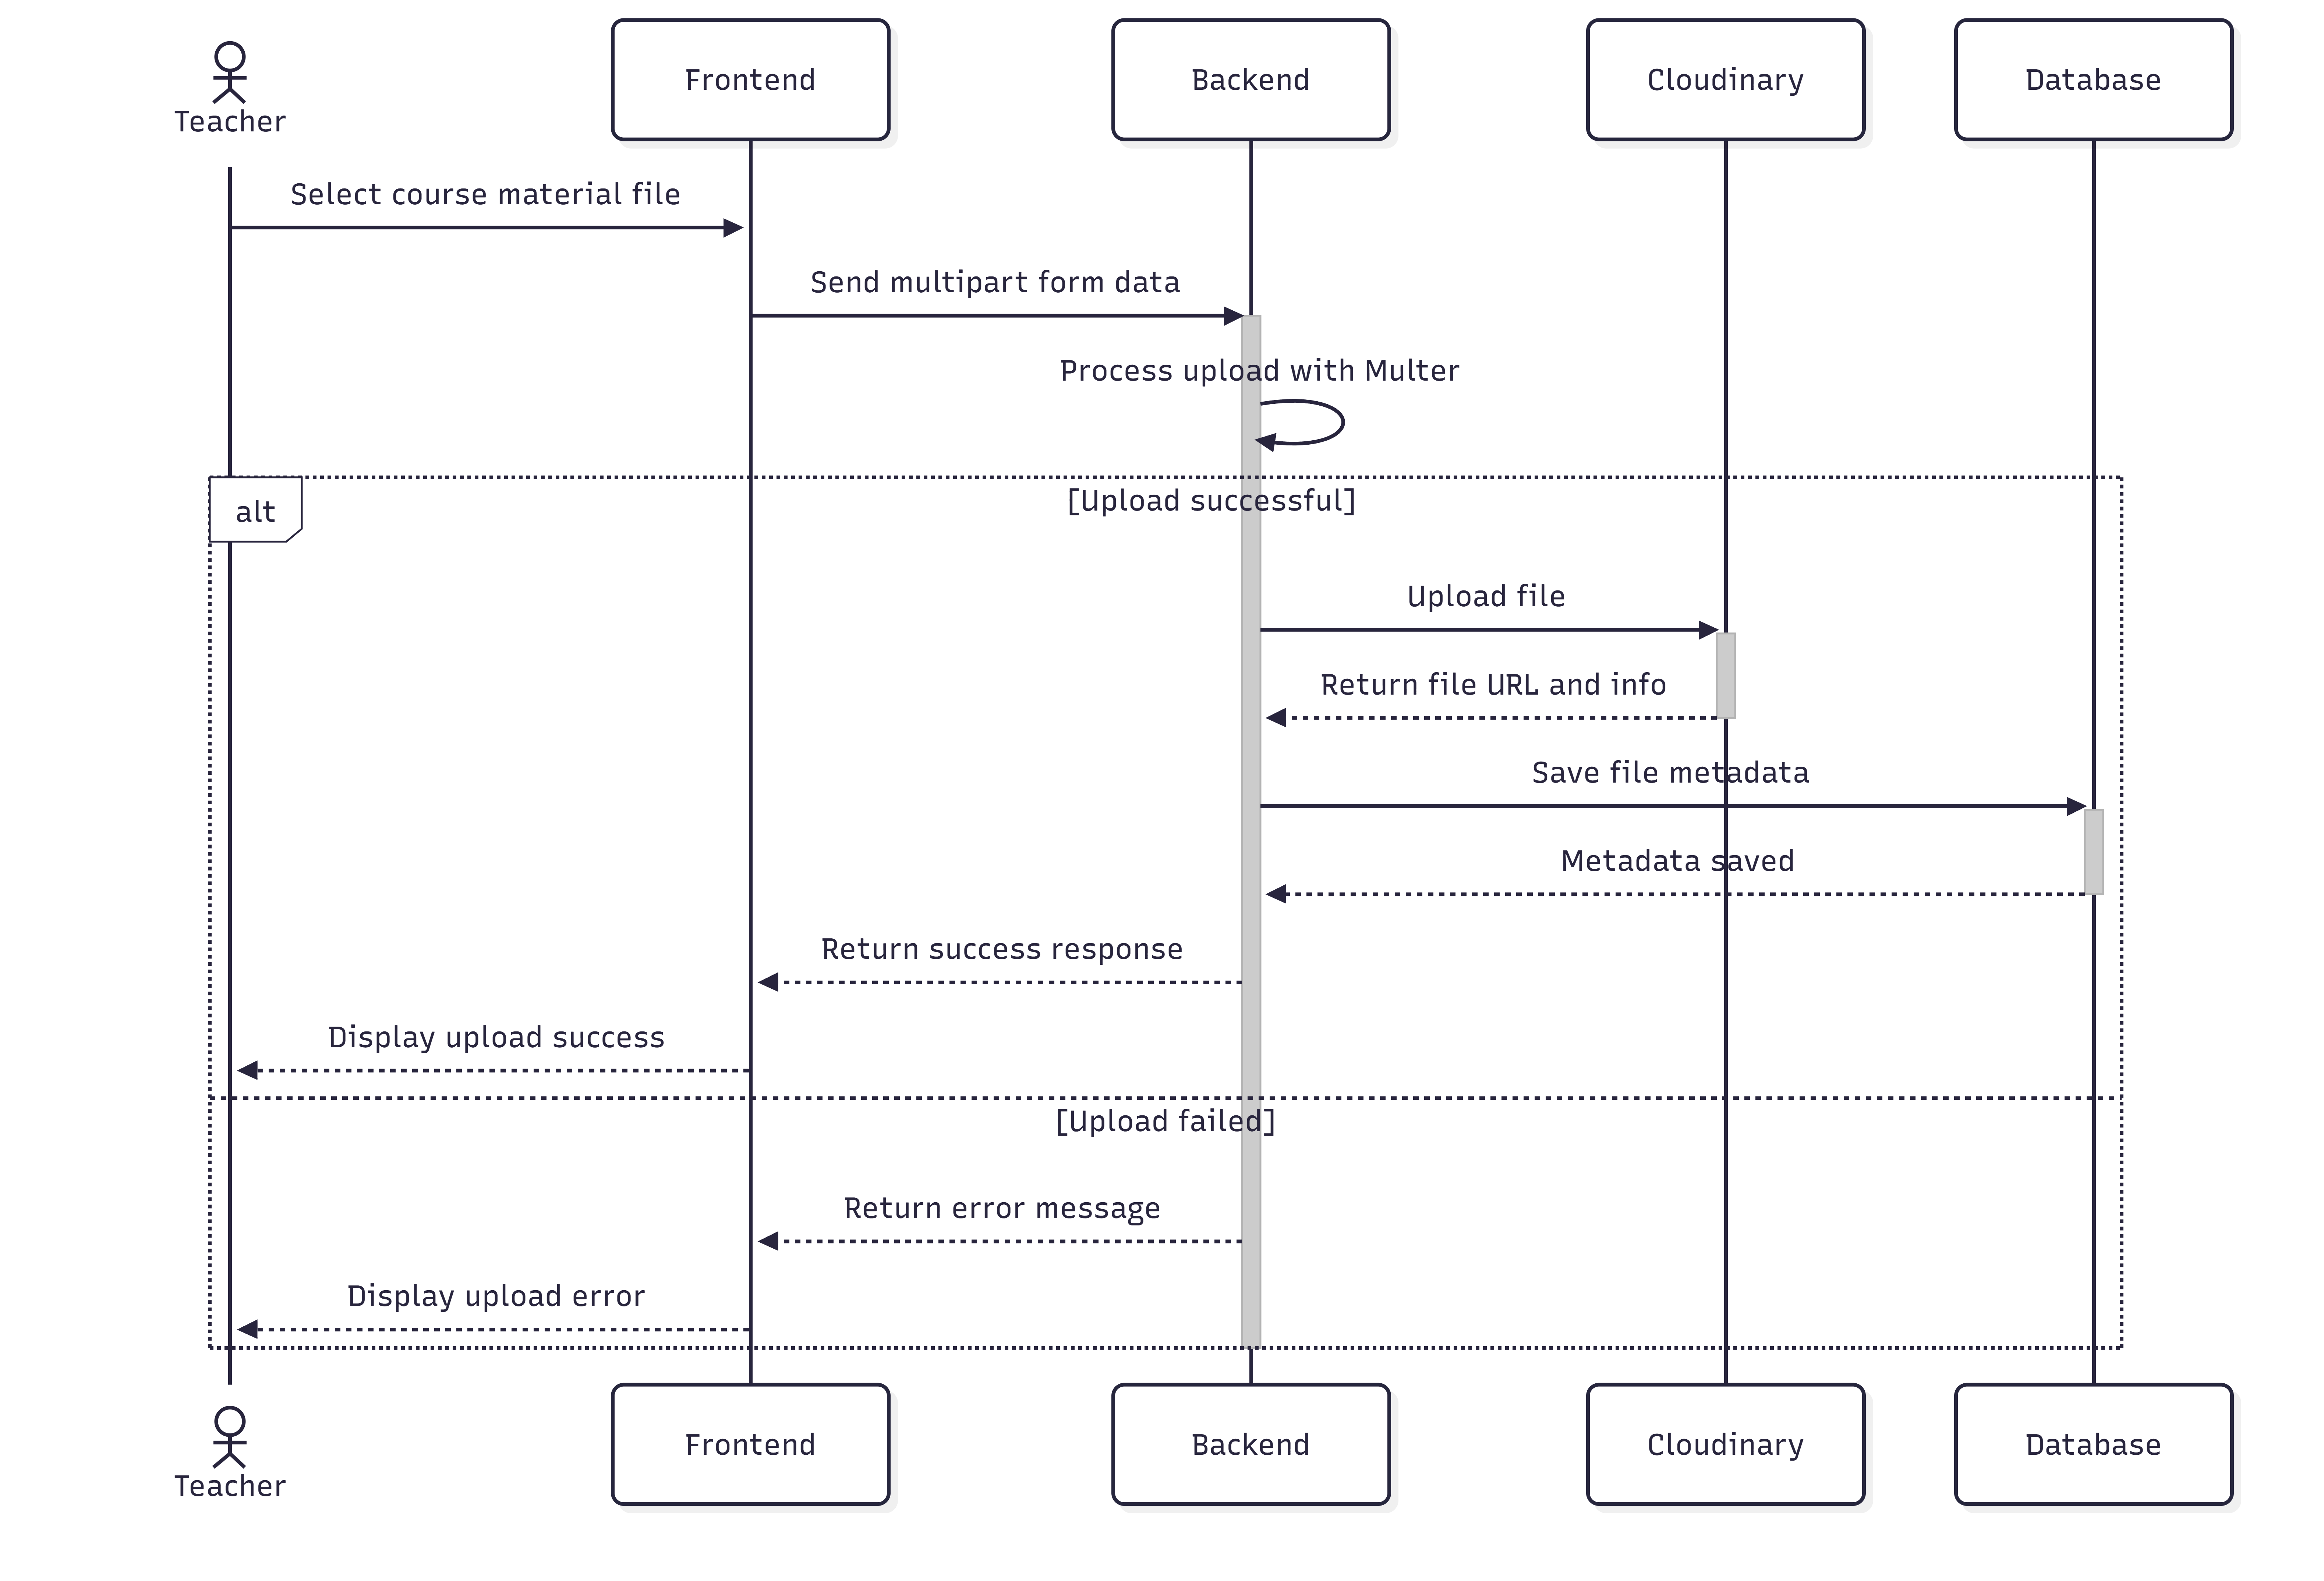 Teacher
Frontend
Backend
Cloudinary
Database
Select course material file
Send multipart form data
Process upload with Multer
alt
[Upload successful]
Upload file
Return file URL and info
Save file metadata
Metadata saved
Return success response
Display upload success
[Upload failed]
Return error message
Display upload error
Teacher
Frontend
Backend
Cloudinary
Database